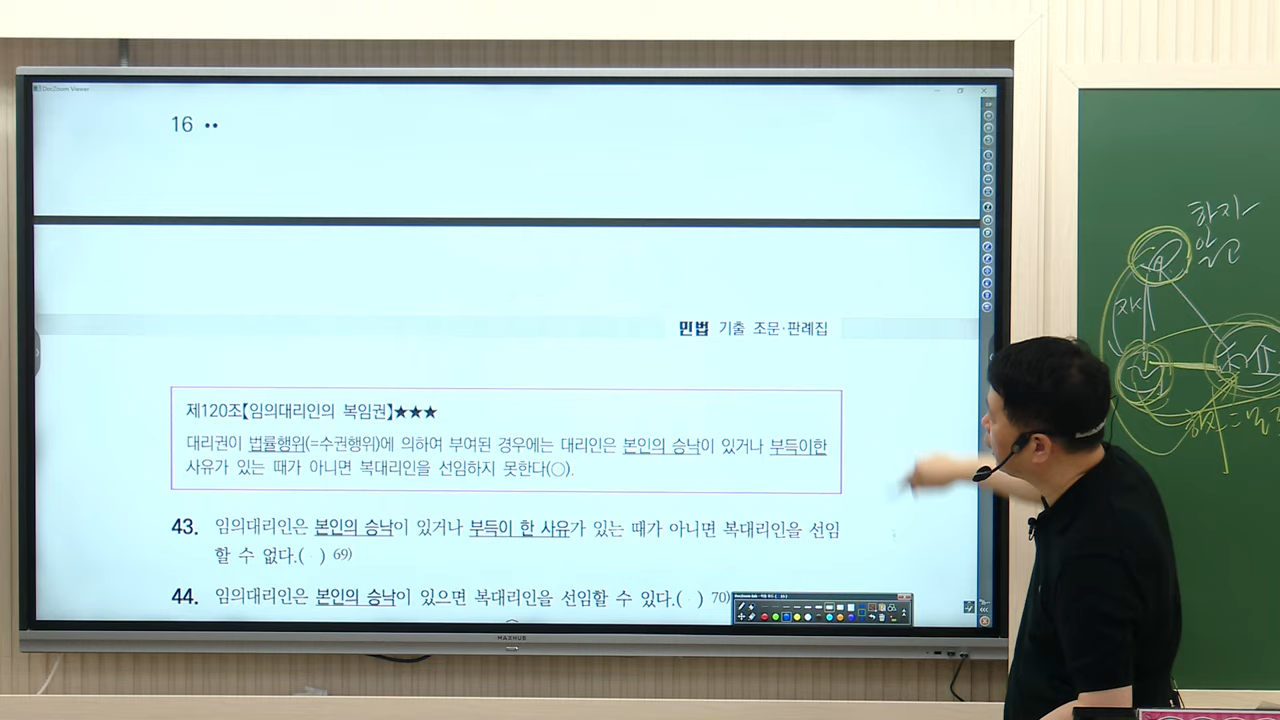 DocZoom Viewer
16 ••
민법 기출 조문·판례집
제120조【임의대리인의 복임권】★★★
대리권이 법률행위(=수권행위)에 의하여 부여된 경우에는 대리인은 본인의 승낙이 있거나 부득이한
사유가 있는 때가 아니면 복대리인을 선임하지 못한다(○).
43. 임의대리인은 본인의 승낙이 있거나 부득이 한 사유가 있는 때가 아니면 복대리인을 선임
할 수 없다.( ) 69)
44. 임의대리인은 본인의 승낙이 있으면 복대리인을 선임할 수 있다.( ) 70)
MAXHUB
하자
알고